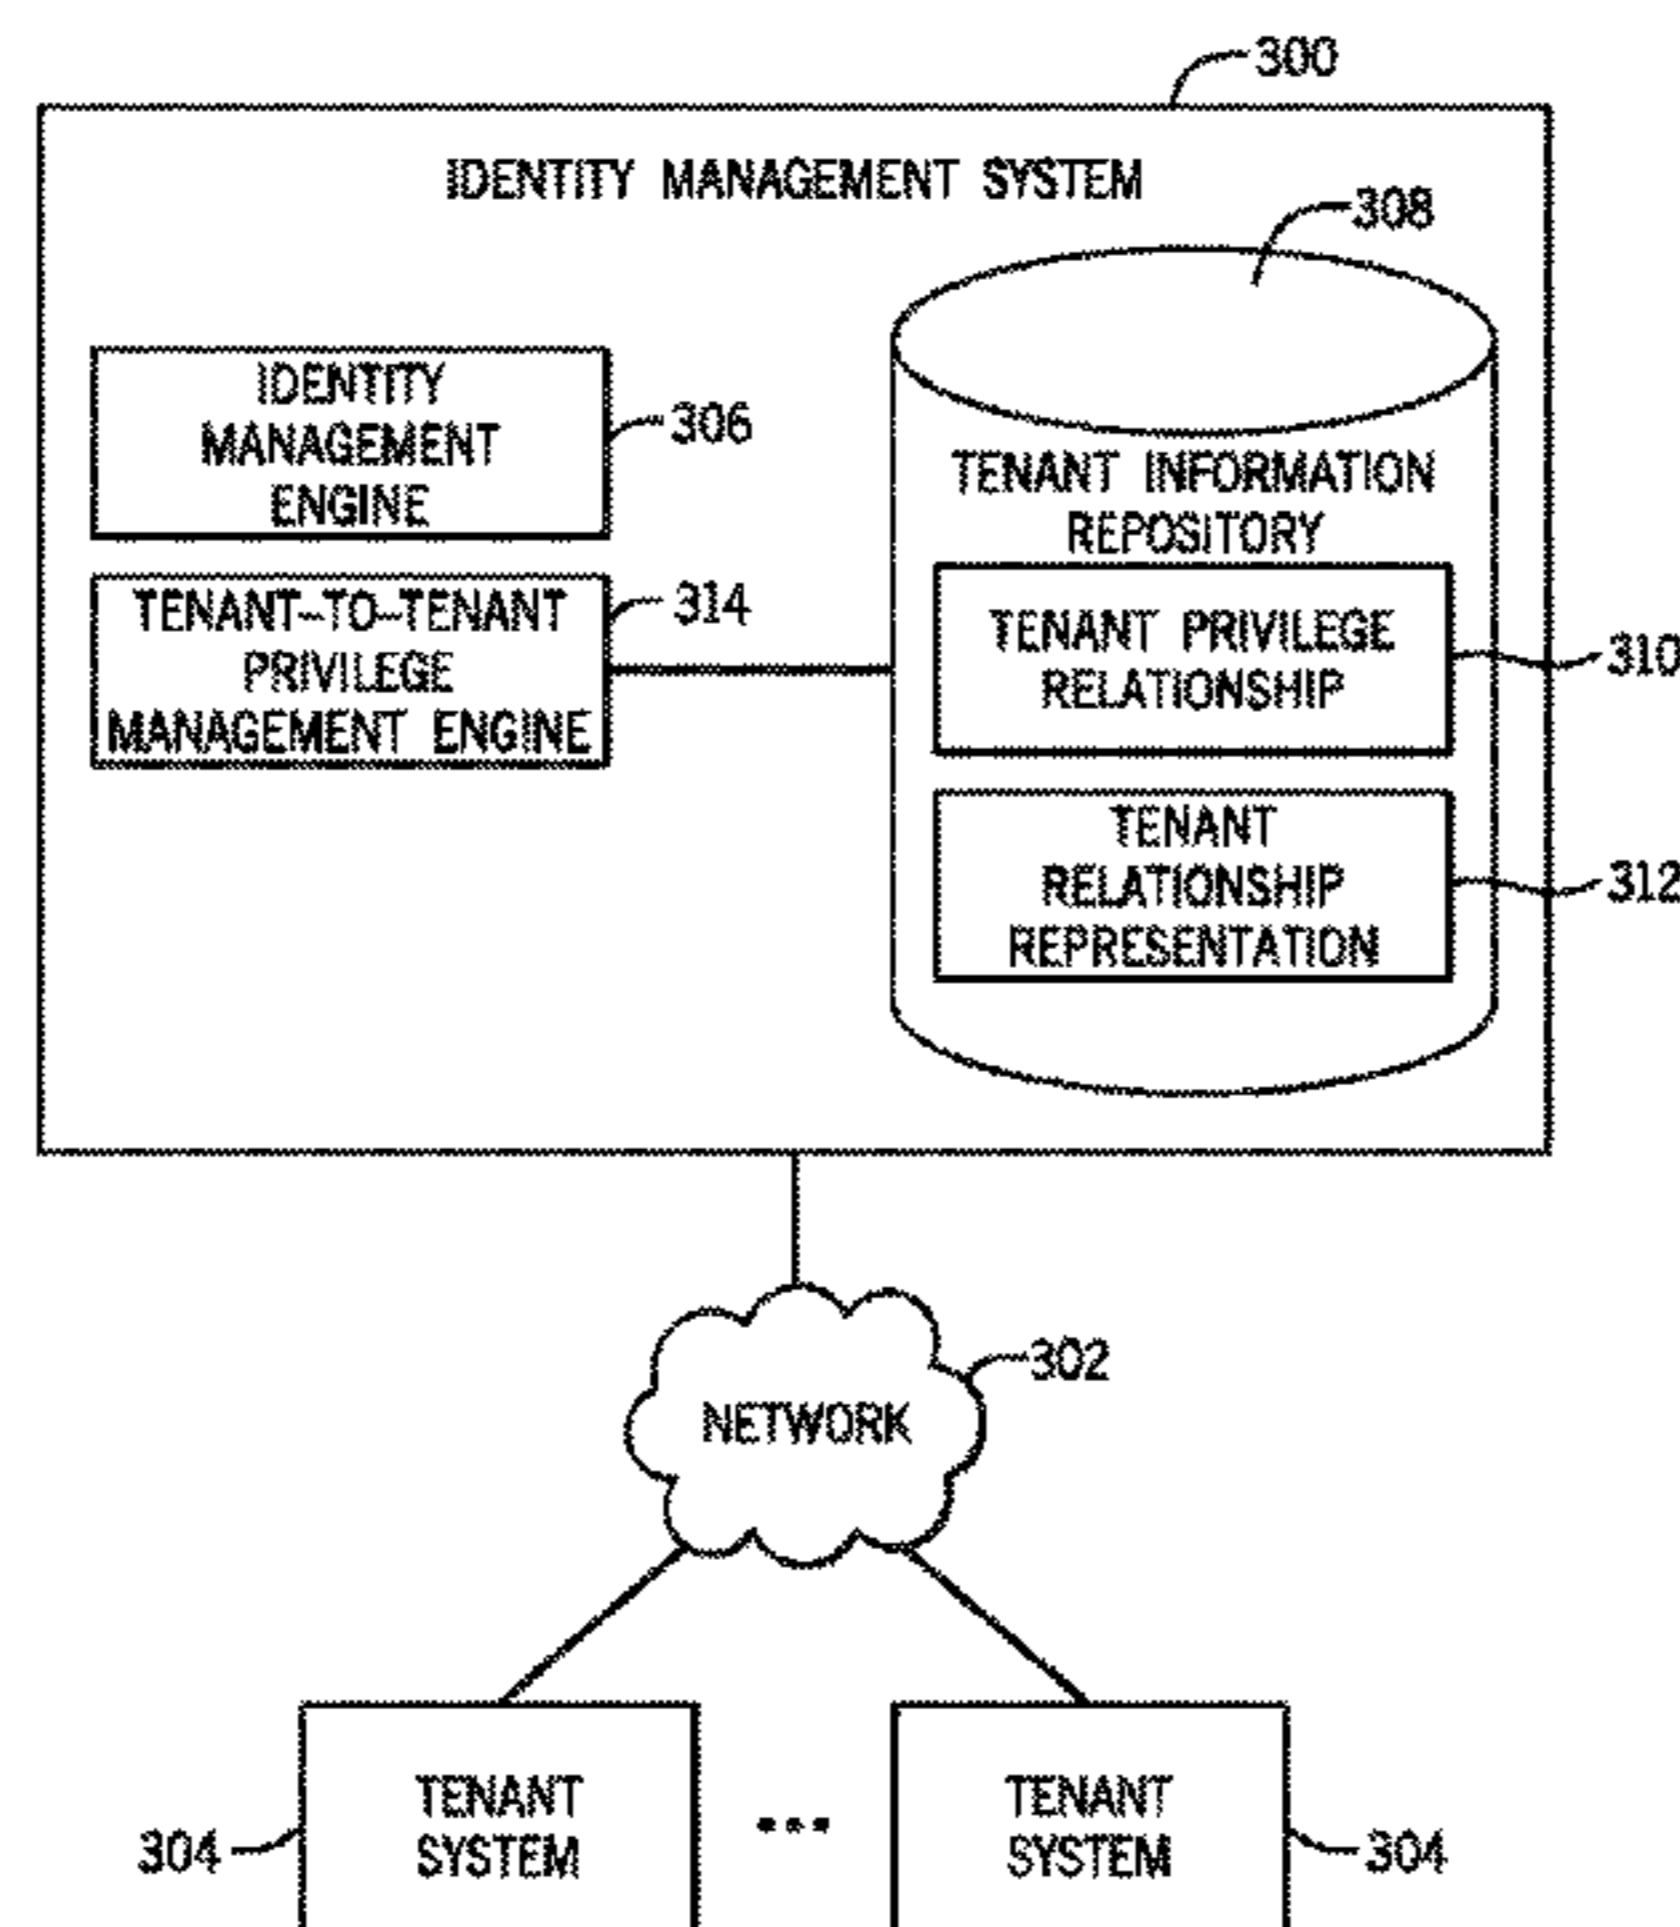 300
IDENTITY MANAGEMENT SYSTEM
308
IDENTITY
MANAGEMENT
ENGINE
306
TENANT INFORMATION
REPOSITORY
TENANT-TO-TENANT
PRIVILEGE
MANAGEMENT ENGINE
314
TENANT PRIVILEGE
RELATIONSHIP
310
TENANT
RELATIONSHIP
REPRESENTATION
312
NETWORK
302
304
TENANT
SYSTEM
...
TENANT
SYSTEM
304